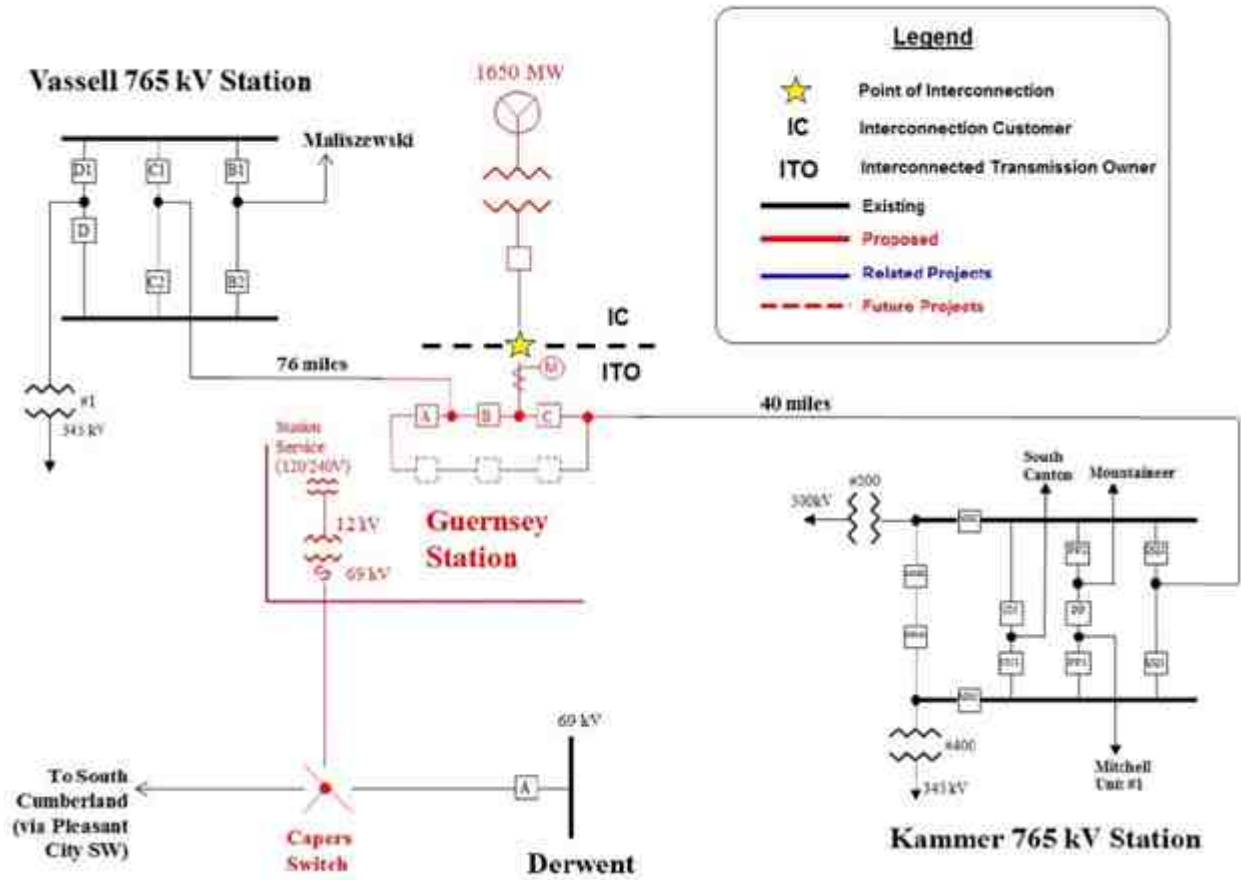 Legend
Point of Interconnection
IC
Interconnection Customer
ITO
Interconnected Transmission Owner
Existing
Proposed
Related Projects
Future Projects
Vassell 765 kV Station
1650 MW
Maliszewski
D1
C1
B1
D
C2
B2
IC
ITO
76 miles
#1
345 kV
M
A
B
C
40 miles
Station
Service
(120/240V)
12 kV
69 kV
Guernsey
Station
South
Canton
Mountaineer
#500
500kV
#400
345 kV
Mitchell
Unit #1
Kammer 765 kV Station
69 kV
A
To South
Cumberland
(via Pleasant
City SW)
Capers
Switch
Derwent